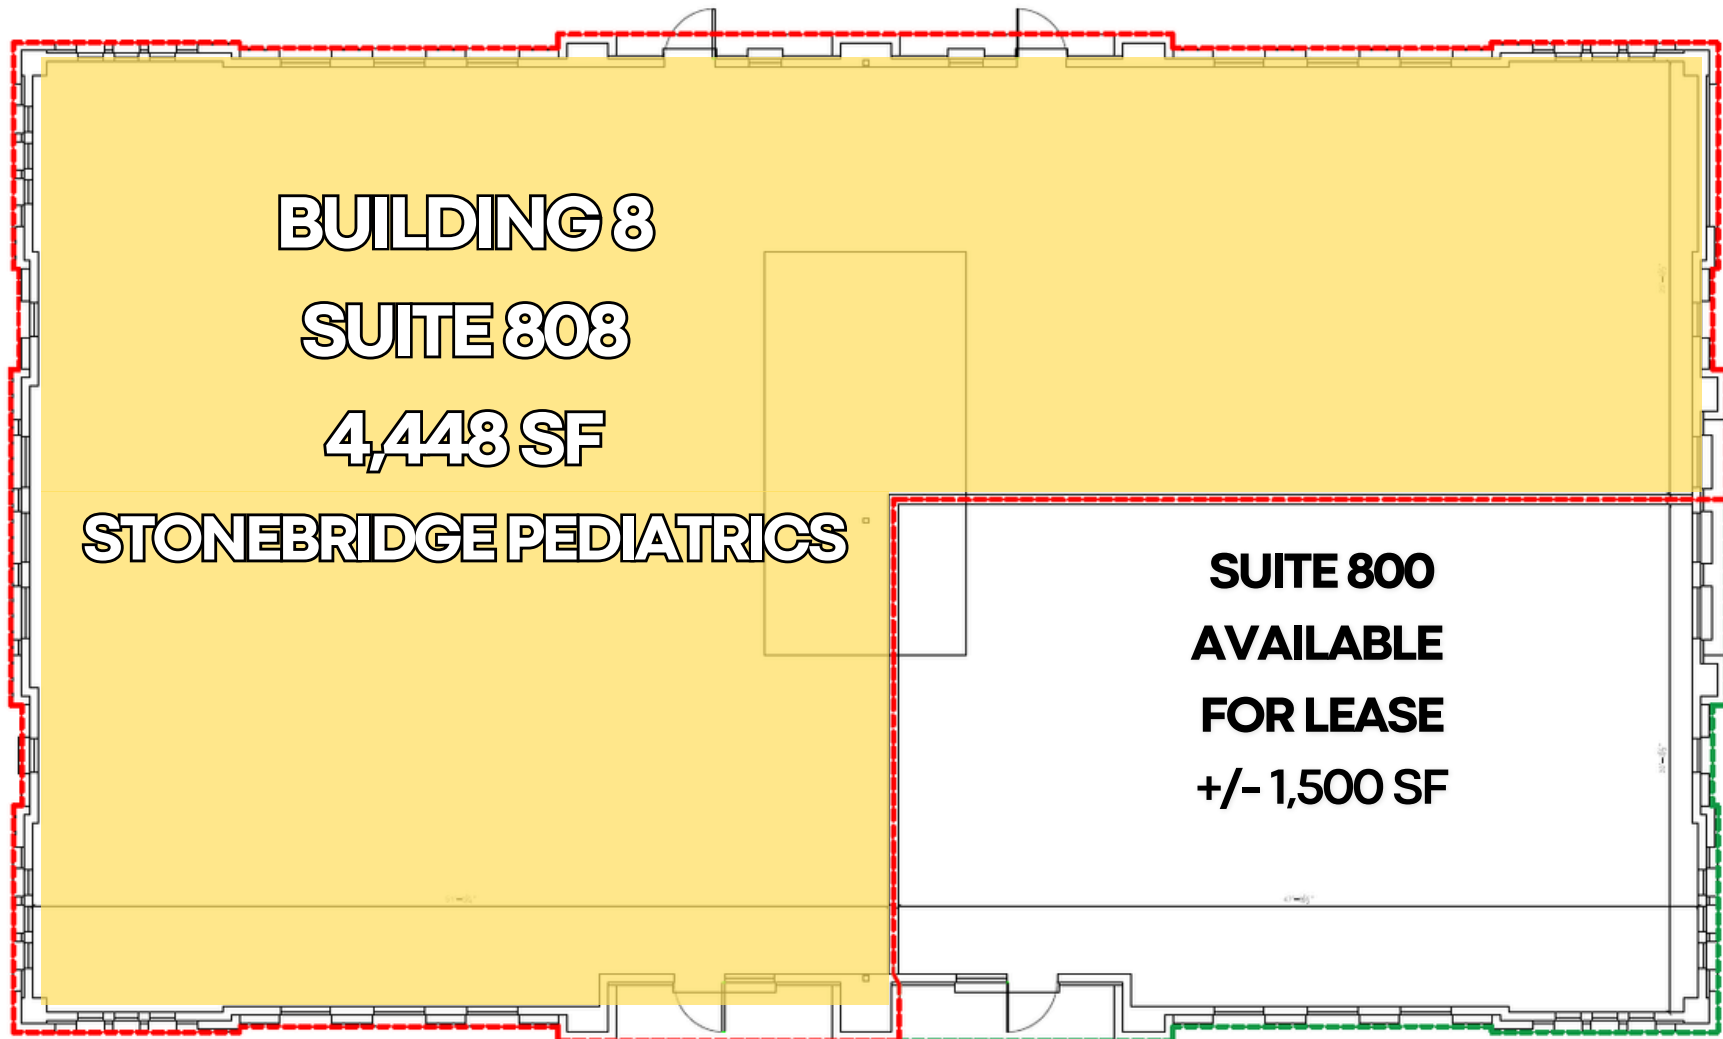 BUILDING 8
SUITE 808
4,448 SF
STONEBRIDGE PEDIATRICS
SUITE 800
AVAILABLE
FOR LEASE
+/- 1,500 SF